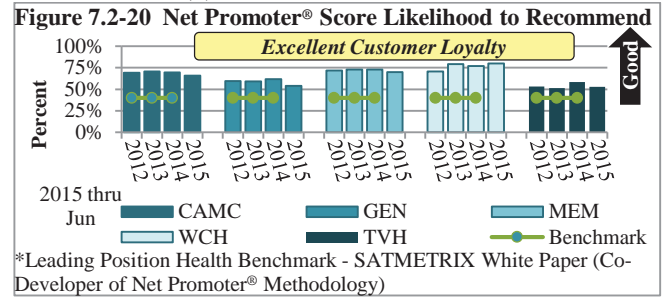 Figure 7.2-20 Net Promoter® Score Likelihood to Recommend
Excellent Customer Loyalty
Good
Percent
100%
75%
50%
25%
0%
2012 2013 2014 2015 2012 2013 2014 2015 2012 2013 2014 2015 2012 2013 2014 2015 2012 2013 2014 2015
2015 thru
Jun
CAMC GEN MEM
WCH TVH Benchmark
*Leading Position Health Benchmark - SATMETRIX White Paper (Co-
Developer of Net Promoter® Methodology)